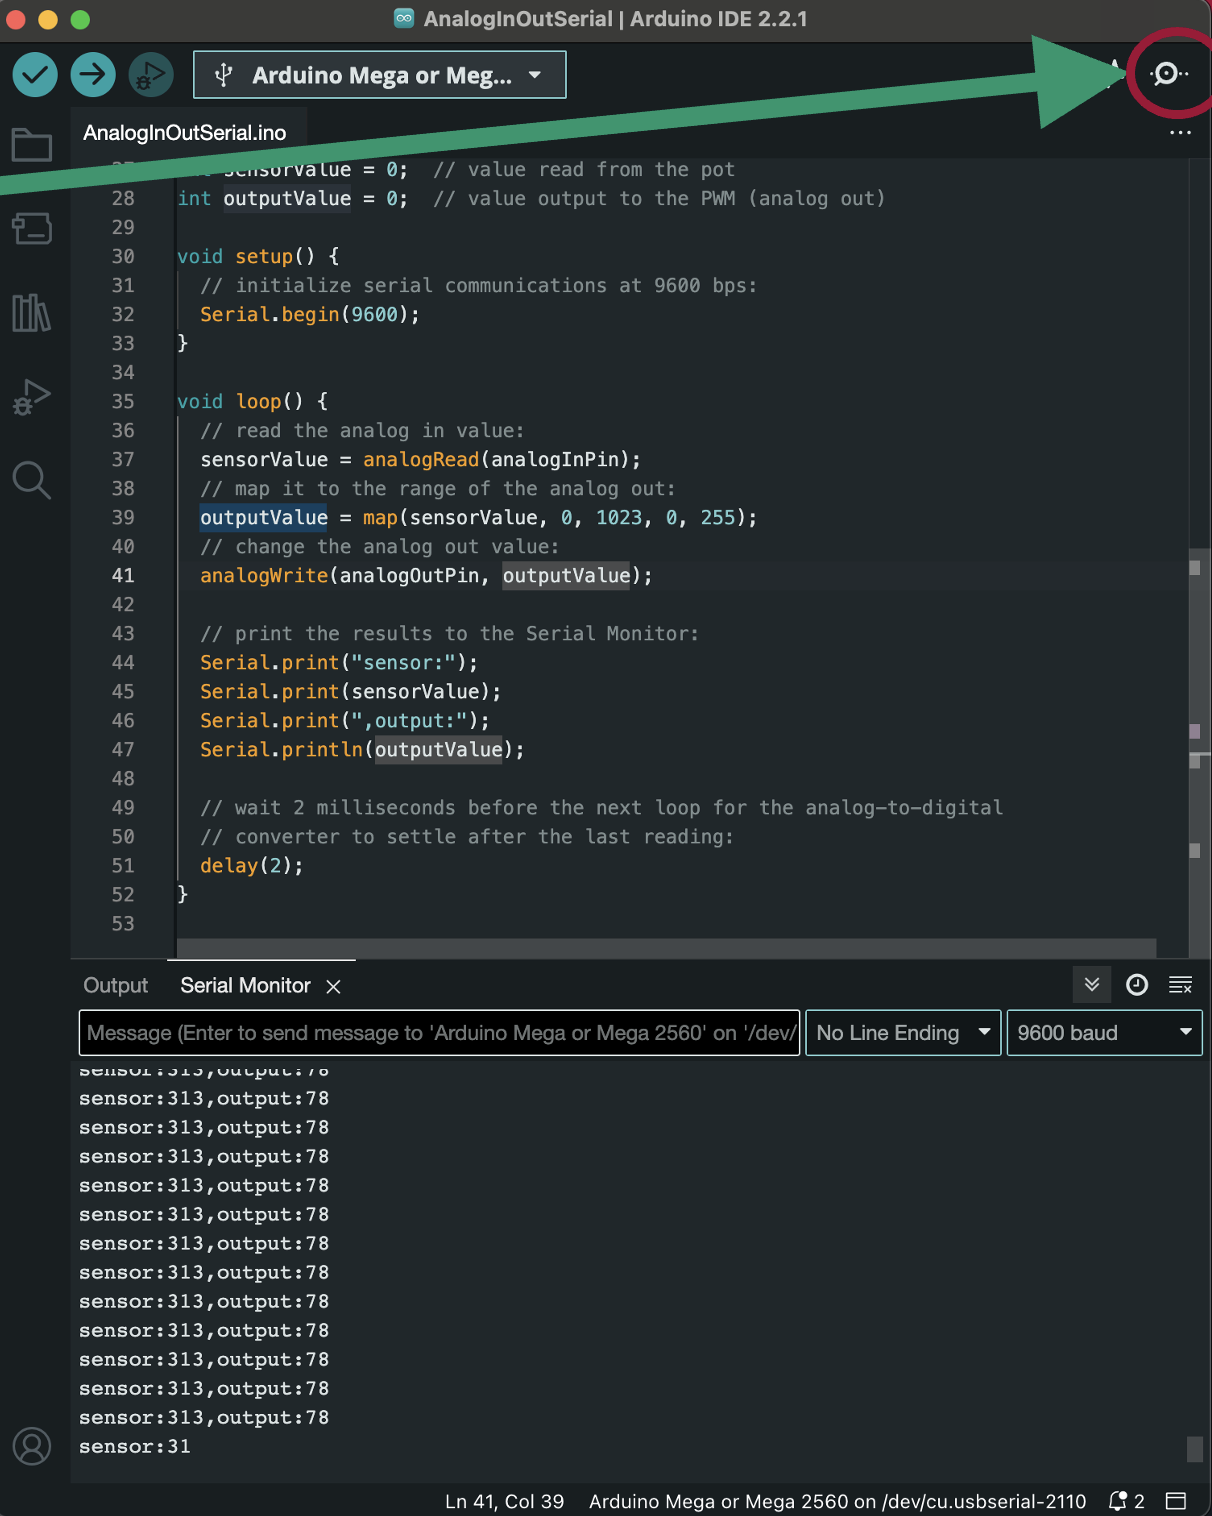 AnalogInOutSerial | Arduino IDE 2.2.1
Arduino Mega or Meg...
AnalogInOutSerial.ino
sensorValue = 0;  // value read from the pot
28 int outputValue = 0;  // value output to the PWM (analog out)
29
30 void setup() {
31   // initialize serial communications at 9600 bps:
32   Serial.begin(9600);
33 }
34
35 void loop() {
36   // read the analog in value:
37   sensorValue = analogRead(analogInPin);
38   // map it to the range of the analog out:
39   outputValue = map(sensorValue, 0, 1023, 0, 255);
40   // change the analog out value:
41   analogWrite(analogOutPin, outputValue);
42
43   // print the results to the Serial Monitor:
44   Serial.print("sensor:");
45   Serial.print(sensorValue);
46   Serial.print(",output:");
47   Serial.println(outputValue);
48
49   // wait 2 milliseconds before the next loop for the analog-to-digital
50   // converter to settle after the last reading:
51   delay(2);
52 }
53
Output Serial Monitor
Message (Enter to send message to 'Arduino Mega or Mega 2560' on '/dev/ No Line Ending 9600 baud
sensor:313,output:78
sensor:313,output:78
sensor:313,output:78
sensor:313,output:78
sensor:313,output:78
sensor:313,output:78
sensor:313,output:78
sensor:313,output:78
sensor:313,output:78
sensor:313,output:78
sensor:313,output:78
sensor:313,output:78
sensor:313,output:78
sensor:31
Ln 41, Col 39 Arduino Mega or Mega 2560 on /dev/cu.usbserial-2110 2